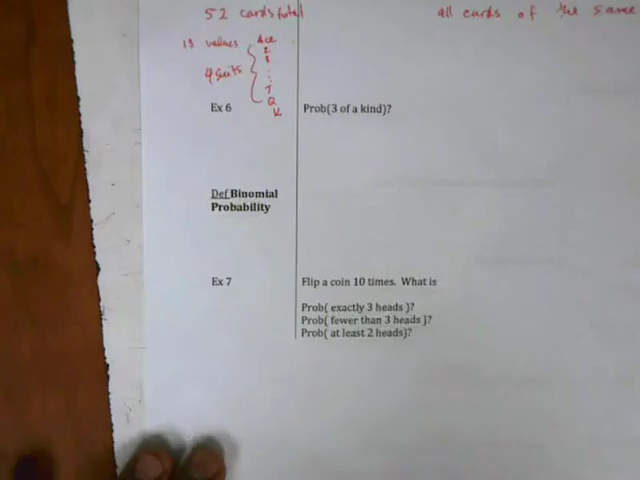 52 cards total
all cards of the same
13 values
Ace
2
3
4 suits
⋮
J
Q
K
Ex 6
Prob(3 of a kind)?
Def Binomial
Probability
Ex 7
Flip a coin 10 times. What is
Prob( exactly 3 heads )?
Prob( fewer than 3 heads )?
Prob( at least 2 heads)?